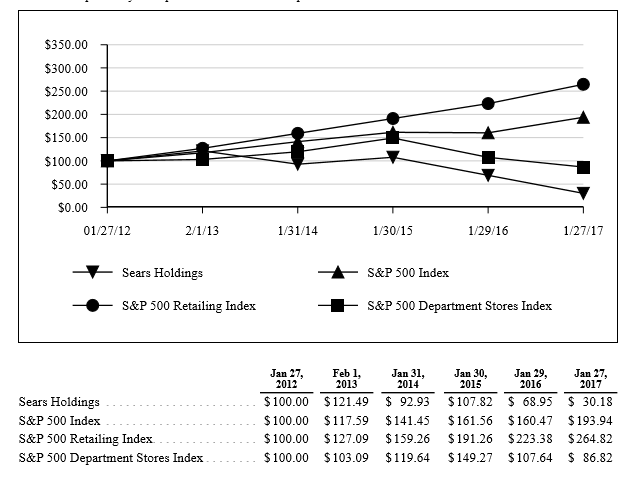 $350.00
$300.00
$250.00
$200.00
$150.00
$100.00
$50.00
$0.00
01/27/12 2/1/13 1/31/14 1/30/15 1/29/16 1/27/17
Sears Holdings S&P 500 Index
S&P 500 Retailing Index S&P 500 Department Stores Index
Jan 27, Feb 1, Jan 31, Jan 30, Jan 29, Jan 27,
2012 2013 2014 2015 2016 2017
Sears Holdings $100.00 $121.49 $ 92.93 $107.82 $ 68.95 $ 30.18
S&P 500 Index $100.00 $117.59 $141.45 $161.56 $160.47 $193.94
S&P 500 Retailing Index $100.00 $127.09 $159.26 $191.26 $223.38 $264.82
S&P 500 Department Stores Index $100.00 $103.09 $119.64 $149.27 $107.64 $ 86.82